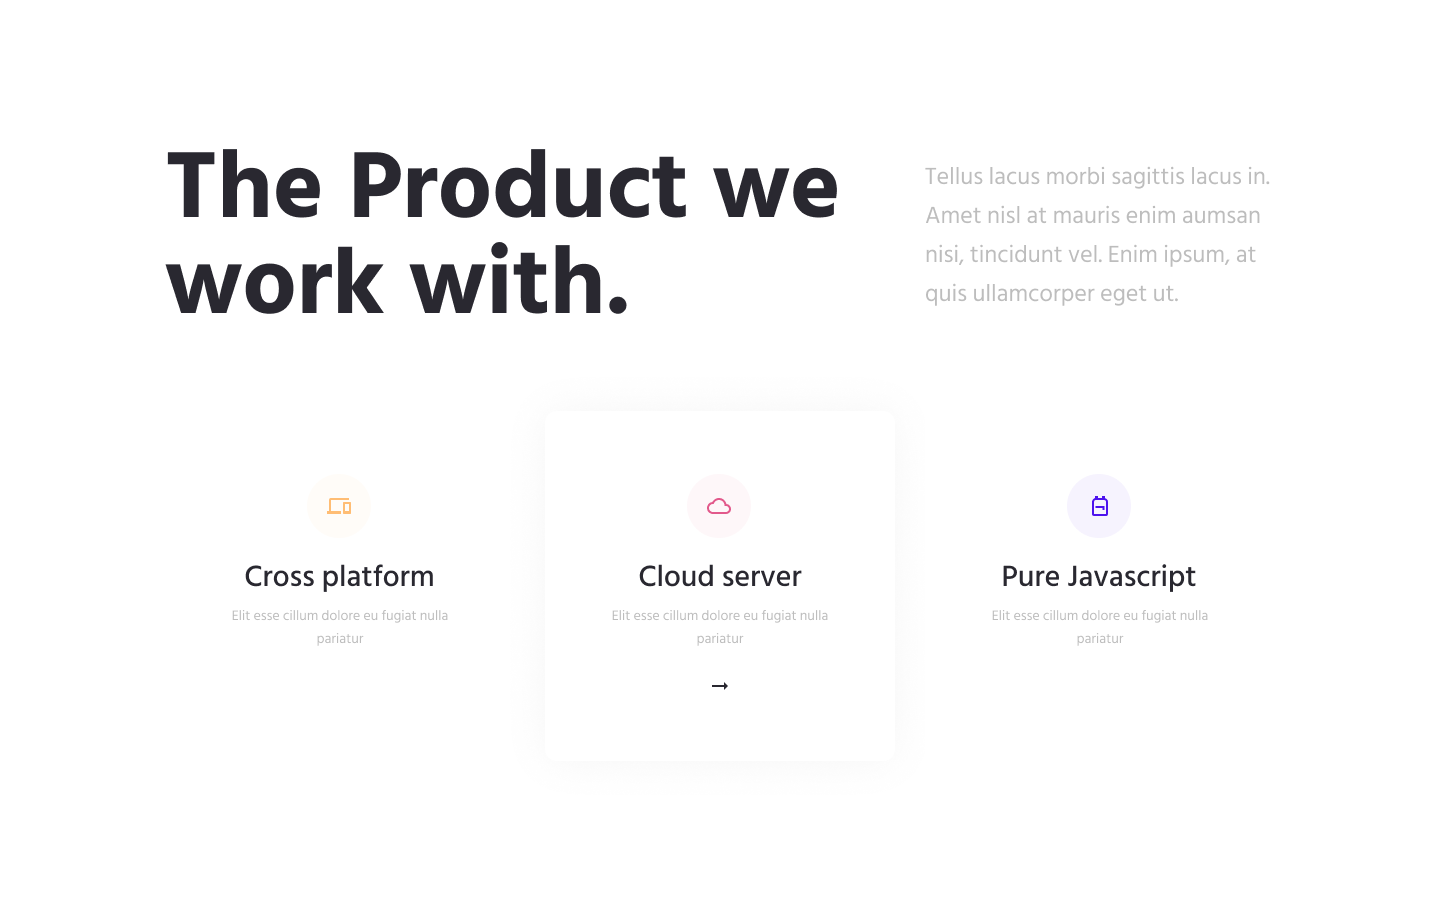 The Product we
work with.
Tellus lacus morbi sagittis lacus in.
Amet nisl at mauris enim aumsan
nisi, tincidunt vel. Enim ipsum, at
quis ullamcorper eget ut.
Cross platform
Elit esse cillum dolore eu fugiat nulla
pariatur
Cloud server
Elit esse cillum dolore eu fugiat nulla
pariatur
Pure Javascript
Elit esse cillum dolore eu fugiat nulla
pariatur